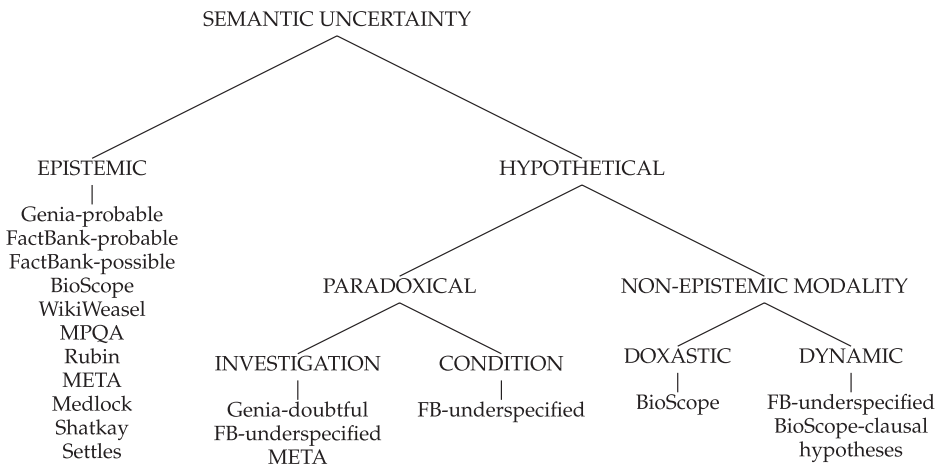 SEMANTIC UNCERTAINTY
EPISTEMIC
Genia-probable
FactBank-probable
FactBank-possible
BioScope
WikiWeasel
MPQA
Rubin
META
Medlock
Shatkay
Settles
HYPOTHETICAL
PARADOXICAL
INVESTIGATION
Genia-doubtful
FB-underspecified
META
CONDITION
FB-underspecified
NON-EPISTEMIC MODALITY
DOXASTIC
BioScope
DYNAMIC
FB-underspecified
BioScope-clausal
hypotheses